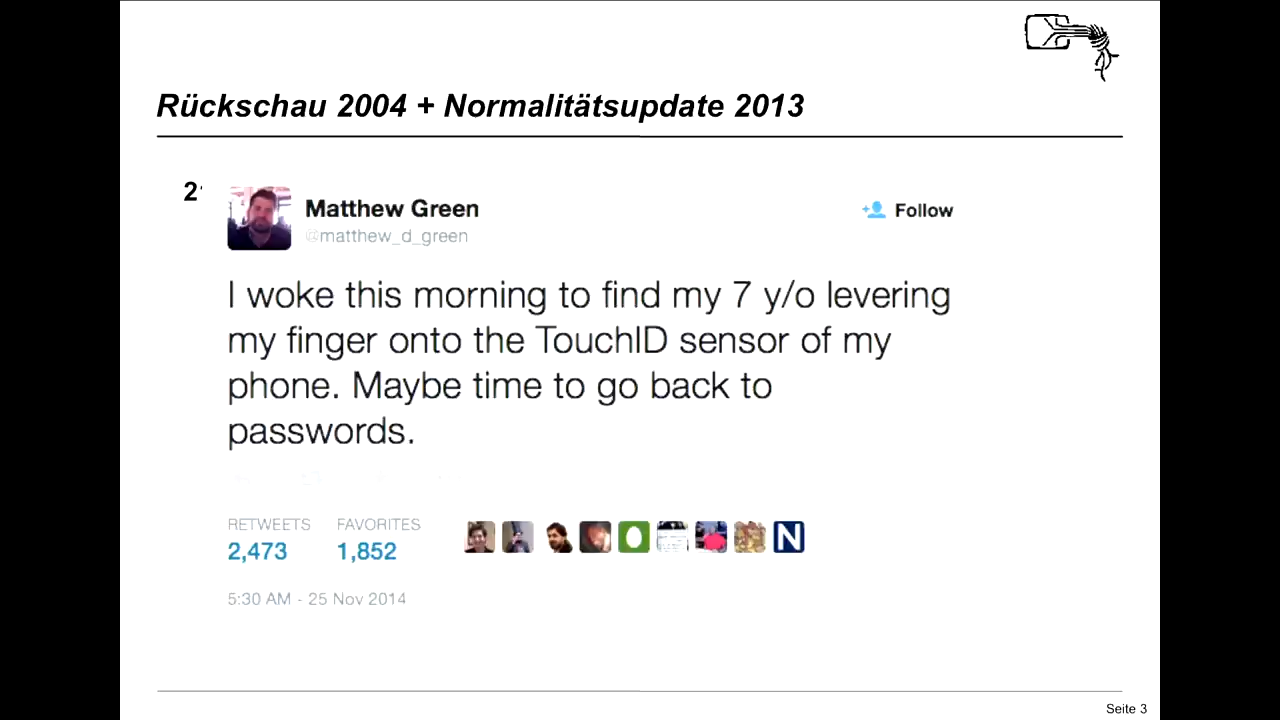 Rückschau 2004 + Normalitätsupdate 2013
2
Matthew Green
@matthew_d_green
Follow
I woke this morning to find my 7 y/o levering
my finger onto the TouchID sensor of my
phone. Maybe time to go back to
passwords.
RETWEETS FAVORITES
2,473 1,852
N
5:30 AM - 25 Nov 2014
Seite 3